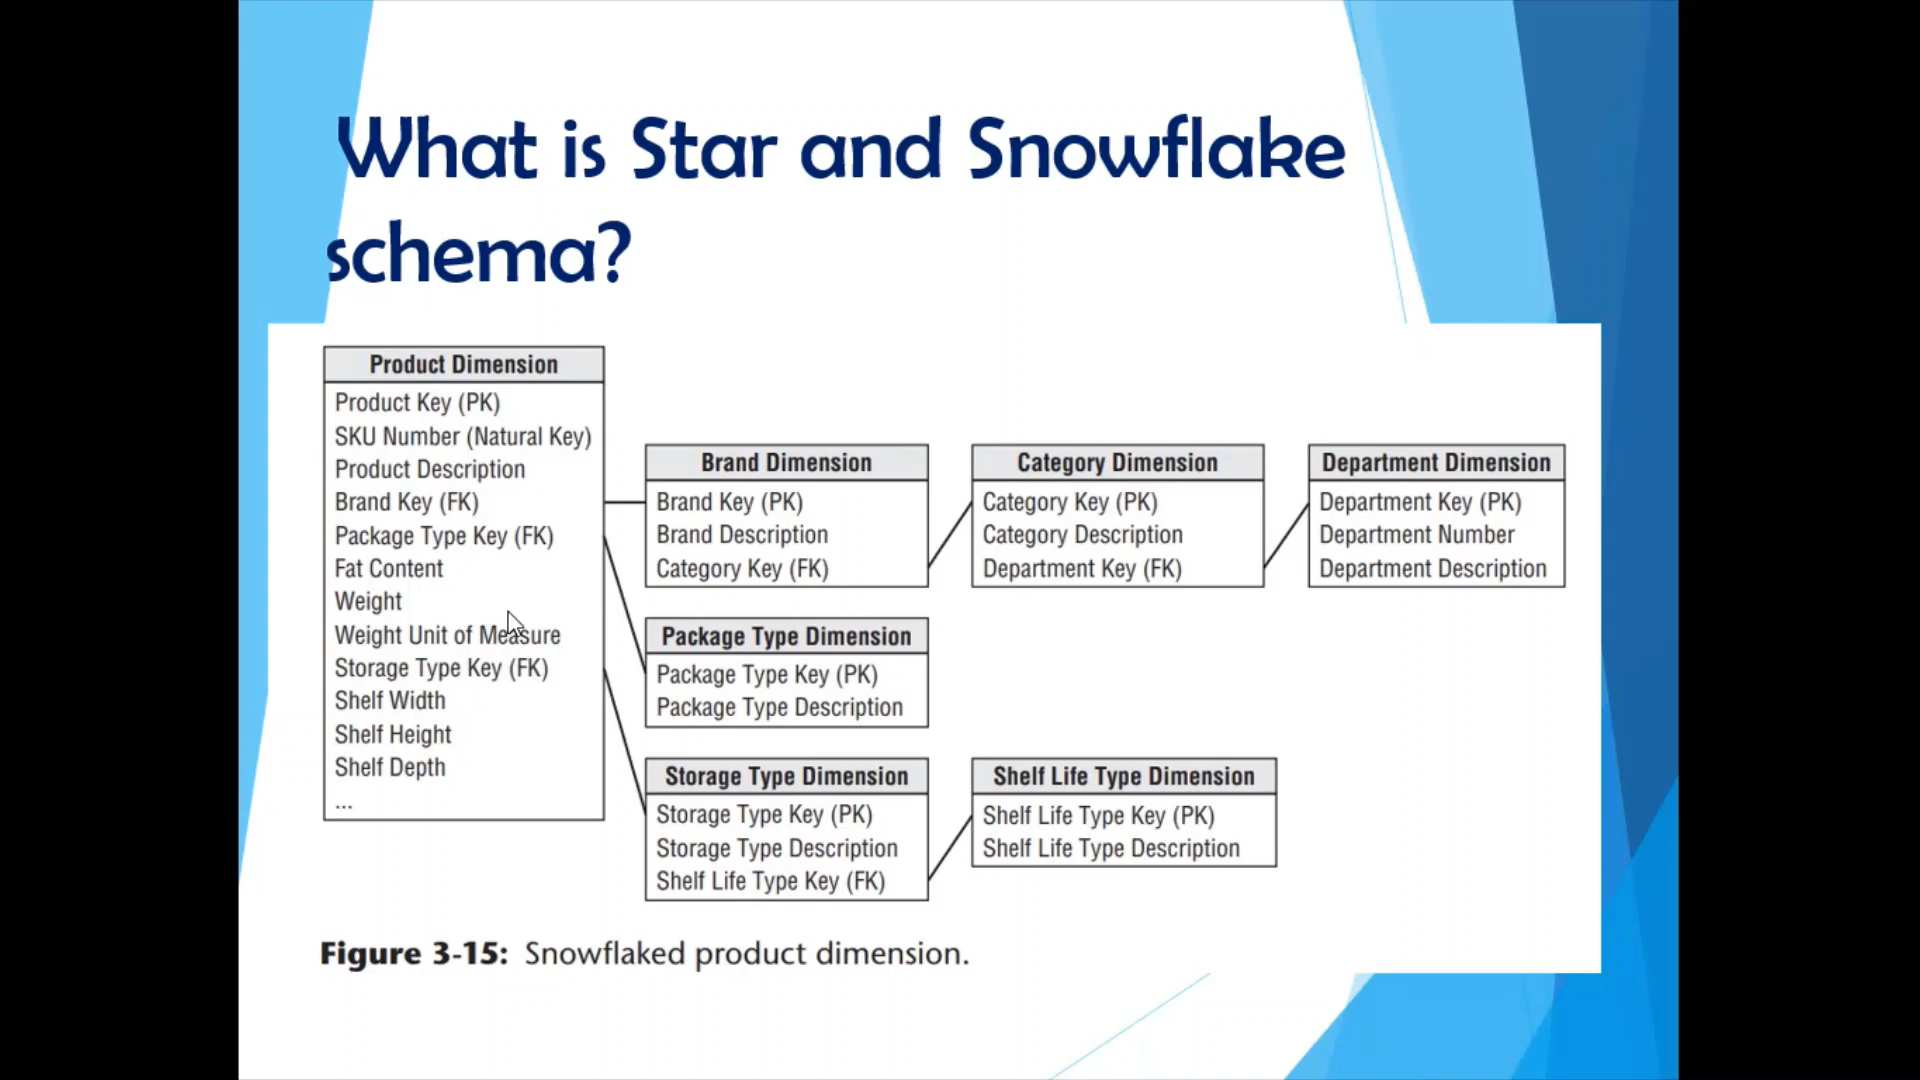 What is Star and Snowflake
schema?
Product Dimension
Product Key (PK)
SKU Number (Natural Key)
Product Description
Brand Key (FK)
Package Type Key (FK)
Fat Content
Weight
Weight Unit of Measure
Storage Type Key (FK)
Shelf Width
Shelf Height
Shelf Depth
...
Brand Dimension
Brand Key (PK)
Brand Description
Category Key (FK)
Category Dimension
Category Key (PK)
Category Description
Department Key (FK)
Department Dimension
Department Key (PK)
Department Number
Department Description
Package Type Dimension
Package Type Key (PK)
Package Type Description
Storage Type Dimension
Storage Type Key (PK)
Storage Type Description
Shelf Life Type Key (FK)
Shelf Life Type Dimension
Shelf Life Type Key (PK)
Shelf Life Type Description
Figure 3-15: Snowflaked product dimension.